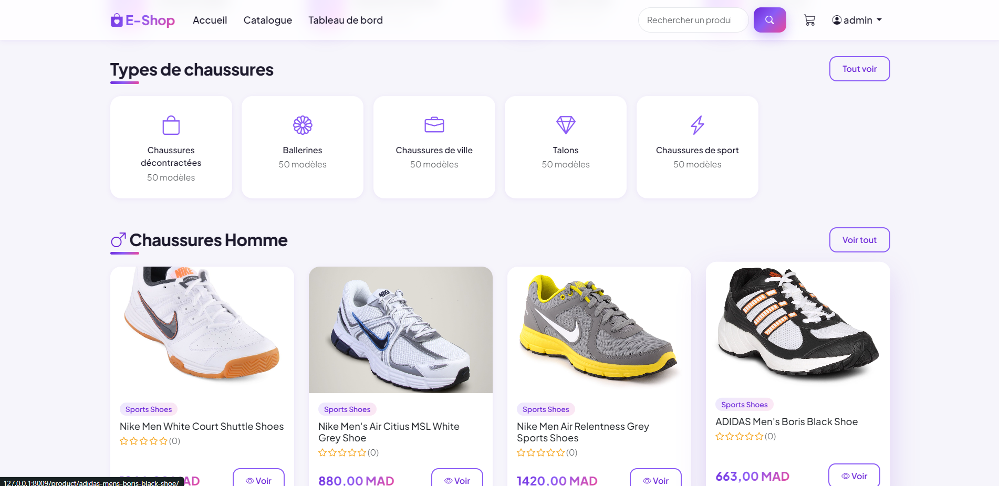 E-Shop
Accueil
Catalogue
Tableau de bord
Rechercher un produi
admin
Types de chaussures
Tout voir
Chaussures
décontractées
50 modèles
Ballerines
50 modèles
Chaussures de ville
50 modèles
Talons
50 modèles
Chaussures de sport
50 modèles
Chaussures Homme
Voir tout
NIKE
NIKE
Sports Shoes
Nike Men White Court Shuttle Shoes
(0)
MAD
Voir
Sports Shoes
Nike Men's Air Citius MSL White
Grey Shoe
(0)
880,00 MAD
Voir
Sports Shoes
Nike Men Air Relentness Grey
Sports Shoes
(0)
1420,00 MAD
Voir
Sports Shoes
ADIDAS Men's Boris Black Shoe
(0)
663,00 MAD
Voir
127.0.0.1:8009/product/adidas-mens-boris-black-shoe/